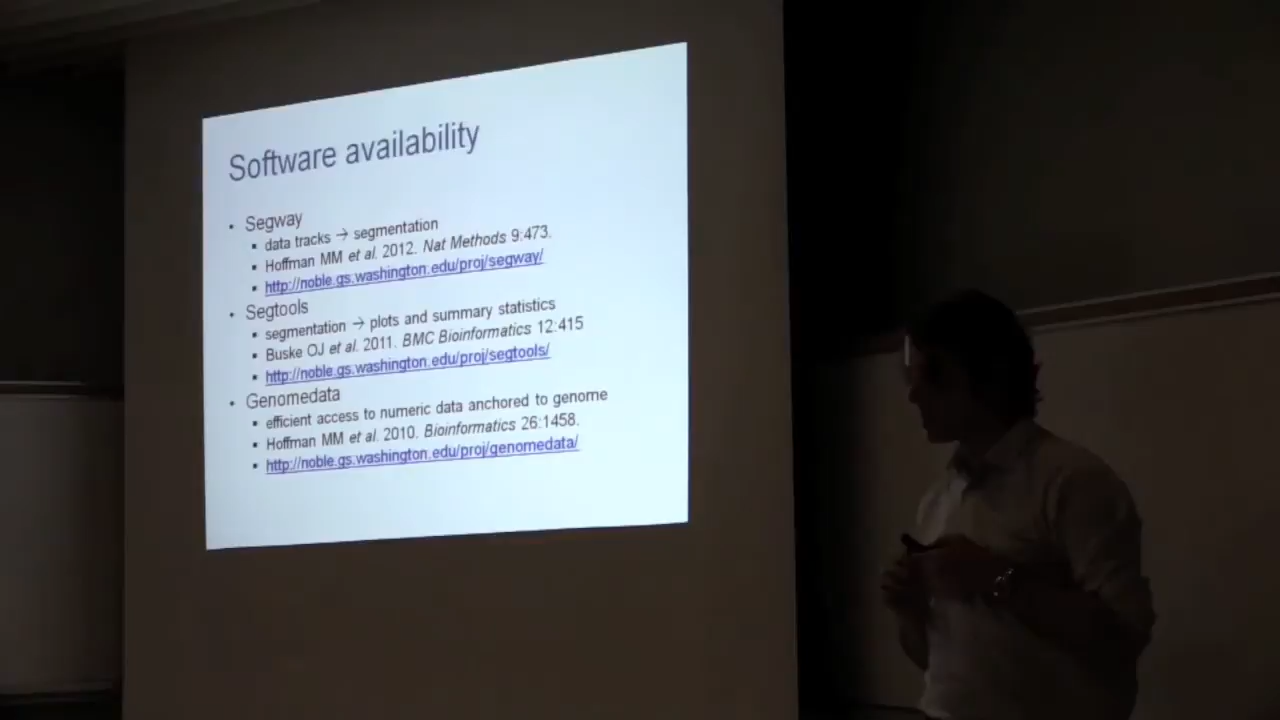 Software availability
• Segway
▪ data tracks → segmentation
▪ Hoffman MM et al. 2012. Nat Methods 9:473.
▪ http://noble.gs.washington.edu/proj/segway/
• Segtools
▪ segmentation → plots and summary statistics
▪ Buske OJ et al. 2011. BMC Bioinformatics 12:415
▪ http://noble.gs.washington.edu/proj/segtools/
• Genomedata
▪ efficient access to numeric data anchored to genome
▪ Hoffman MM et al. 2010. Bioinformatics 26:1458.
▪ http://noble.gs.washington.edu/proj/genomedata/